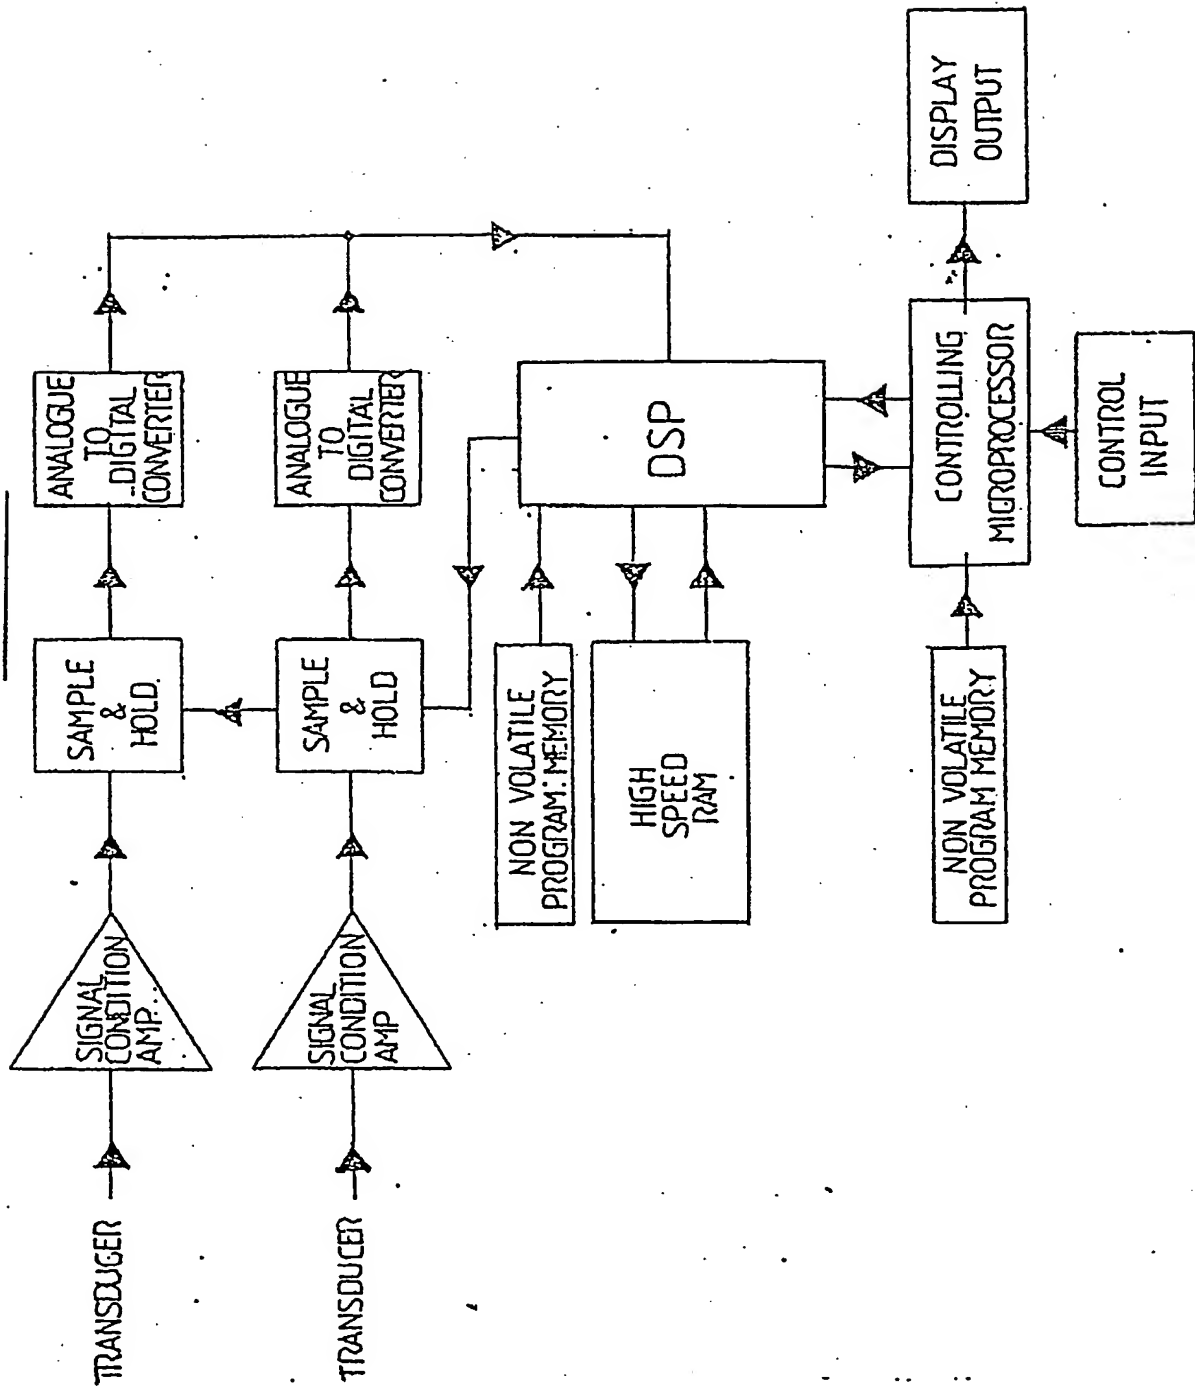 TRANSDUCER
SIGNAL
CONDITION
AMP.
SAMPLE
&
HOLD.
ANALOGUE
TO
DIGITAL
CONVERTER
TRANSDUCER
SIGNAL
CONDITION
AMP
SAMPLE
&
HOLD
ANALOGUE
TO
DIGITAL
CONVERTER
NON VOLATILE
PROGRAM MEMORY
HIGH
SPEED
RAM
DSP
NON VOLATILE
PROGRAM MEMORY
CONTROLLING
MICROPROCESSOR
DISPLAY
OUTPUT
CONTROL
INPUT